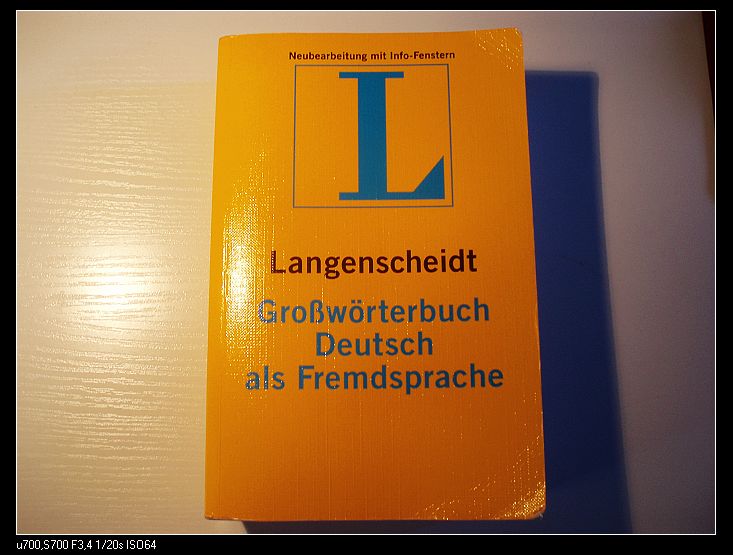 Neubearbeitung mit Info-Fenstern
L
Langenscheidt
Großwörterbuch
Deutsch
als Fremdsprache
u700,S700 F3,4 1/20s ISO64